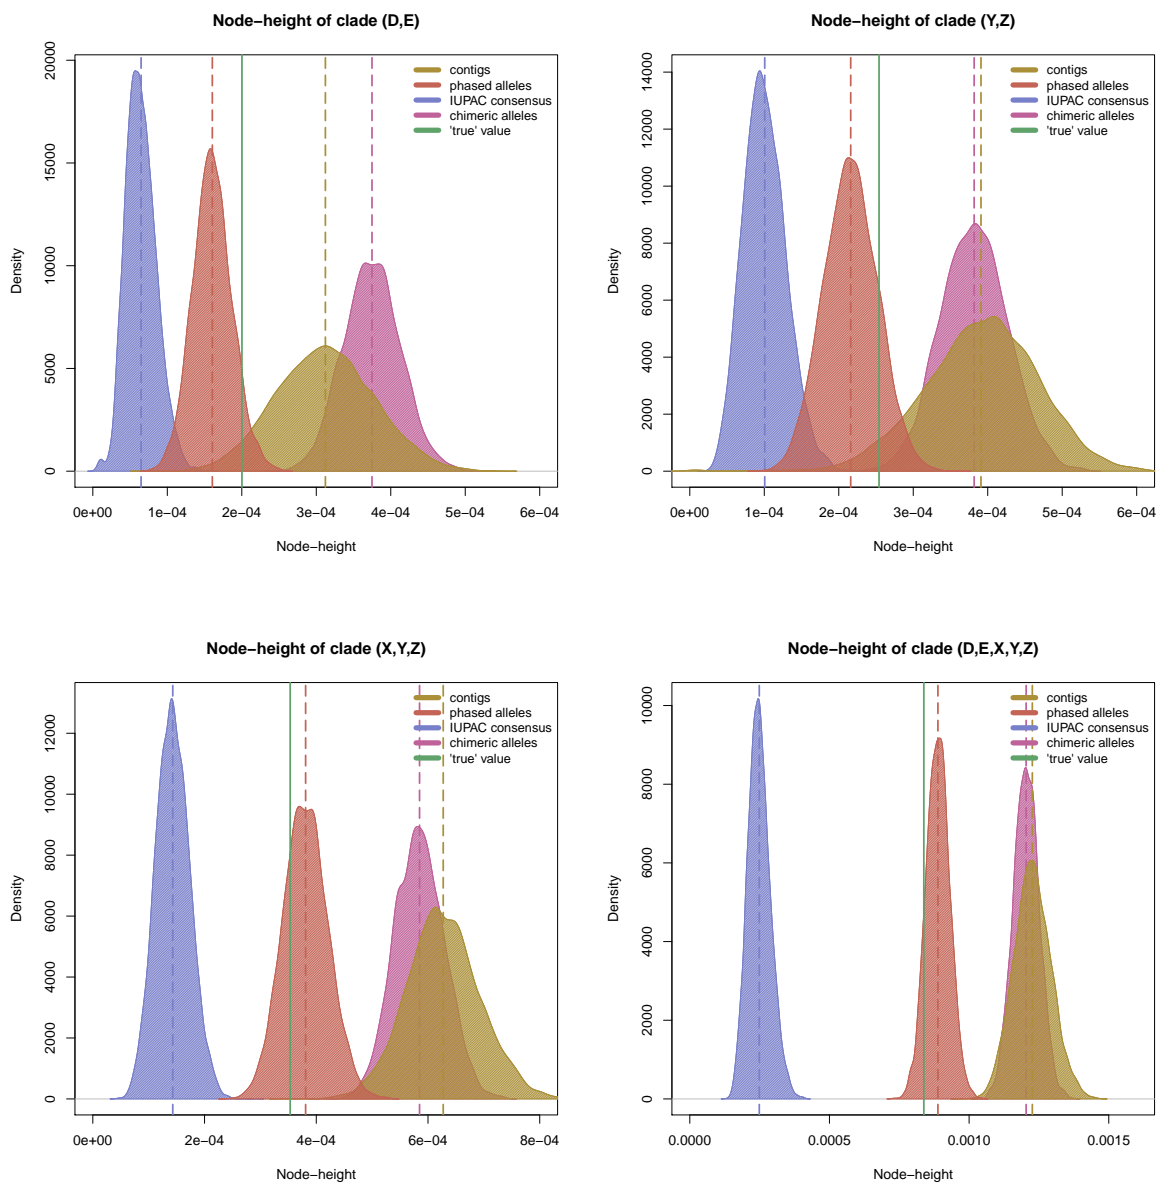 Node−height of clade (D,E)
contigs
phased alleles
IUPAC consensus
chimeric alleles
'true' value
Density
0
5000
10000
15000
20000
0e+00 1e−04 2e−04 3e−04 4e−04 5e−04 6e−04
Node−height
Node−height of clade (Y,Z)
contigs
phased alleles
IUPAC consensus
chimeric alleles
'true' value
Density
0
2000
4000
6000
8000
10000
12000
14000
0e+00 1e−04 2e−04 3e−04 4e−04 5e−04 6e−04
Node−height
Node−height of clade (X,Y,Z)
contigs
phased alleles
IUPAC consensus
chimeric alleles
'true' value
Density
0
2000
4000
6000
8000
10000
12000
0e+00 2e−04 4e−04 6e−04 8e−04
Node−height
Node−height of clade (D,E,X,Y,Z)
contigs
phased alleles
IUPAC consensus
chimeric alleles
'true' value
Density
0
2000
4000
6000
8000
10000
0.0000 0.0005 0.0010 0.0015
Node−height